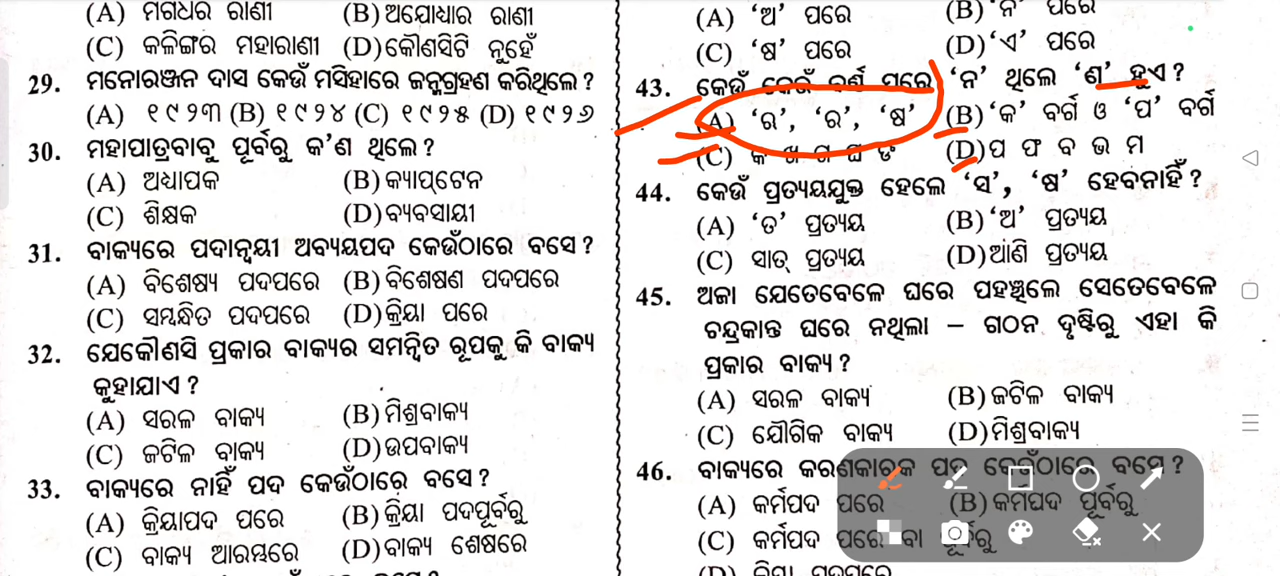 (A) ମଗଧର ରାଣୀ (B) ଅଯୋଧ୍ୟାର ରାଣୀ
(C) କଳିଙ୍ଗର ମହାରାଣୀ (D) କୌଣସିଟି ନୁହେଁ
29. ମନୋରଞ୍ଜନ ଦାସ କେଉଁ ମସିହାରେ ଜନ୍ମଗ୍ରହଣ କରିଥିଲେ ?
(A) ୧୯୨୩ (B) ୧୯୨୪ (C) ୧୯୨୫ (D) ୧୯୨୬
30. ମହାପାତ୍ରବାବୁ ପୂର୍ବରୁ କ'ଣ ଥିଲେ ?
(A) ଅଧ୍ୟାପକ (B) କ୍ୟାପ୍‌ଟେନ
(C) ଶିକ୍ଷକ (D) ବ୍ୟବସାୟୀ
31. ବାକ୍ୟରେ ପଦାନ୍ଵୟୀ ଅବ୍ୟୟପଦ କେଉଁଠାରେ ବସେ ?
(A) ବିଶେଷ୍ୟ ପଦପରେ (B) ବିଶେଷଣ ପଦପରେ
(C) ସମ୍ବନ୍ଧିତ ପଦପରେ (D) କ୍ରିୟା ପରେ
32. ଯେକୌଣସି ପ୍ରକାର ବାକ୍ୟର ସମନ୍ଵିତ ରୂପକୁ କି ବାକ୍ୟ
କୁହାଯାଏ ?
(A) ସରଳ ବାକ୍ୟ (B) ମିଶ୍ରବାକ୍ୟ
(C) ଜଟିଳ ବାକ୍ୟ (D) ଉପବାକ୍ୟ
33. ବାକ୍ୟରେ ନାହିଁ ପଦ କେଉଁଠାରେ ବସେ ?
(A) କ୍ରିୟାପଦ ପରେ (B) କ୍ରିୟା ପଦପୂର୍ବରୁ
(C) ବାକ୍ୟ ଆରମ୍ଭରେ (D) ବାକ୍ୟ ଶେଷରେ
(A) 'ଅ' ପରେ (B) 'ନ' ପରେ
(C) 'ଷ' ପରେ (D) 'ଏ' ପରେ
43. କେଉଁ କେଉଁ ବର୍ଣ୍ଣ ପରେ 'ନ' ଥିଲେ 'ଣ' ହୁଏ ?
(A) 'ର', 'ର', 'ଷ' (B) 'କ' ବର୍ଗ ଓ 'ପ' ବର୍ଗ
(C) କ ଖ ଗ ଘ ଙ (D) ପ ଫ ବ ଭ ମ
44. କେଉଁ ପ୍ରତ୍ୟୟଯୁକ୍ତ ହେଲେ 'ସ', 'ଷ' ହେବନାହିଁ ?
(A) 'ତ' ପ୍ରତ୍ୟୟ (B) 'ଅ' ପ୍ରତ୍ୟୟ
(C) ସାତ୍ ପ୍ରତ୍ୟୟ (D) ଆଣି ପ୍ରତ୍ୟୟ
45. ଅଜା ଯେତେବେଳେ ଘରେ ପହଞ୍ଚିଲେ ସେତେବେଳେ
ଚନ୍ଦ୍ରକାନ୍ତ ଘରେ ନଥିଲା – ଗଠନ ଦୃଷ୍ଟିରୁ ଏହା କି
ପ୍ରକାର ବାକ୍ୟ ?
(A) ସରଳ ବାକ୍ୟ (B) ଜଟିଳ ବାକ୍ୟ
(C) ଯୌଗିକ ବାକ୍ୟ (D) ମିଶ୍ରବାକ୍ୟ
46. ବାକ୍ୟରେ କରଣକାରକ ପଦ କେଉଁଠାରେ ବସେ ?
(A) କର୍ମପଦ ପରେ (B) କର୍ମପଦ ପୂର୍ବରୁ
(C) କର୍ମପଦ ପରେ ବା ପୂର୍ବରୁ
(D) କ୍ରିୟା ପଦପରେ